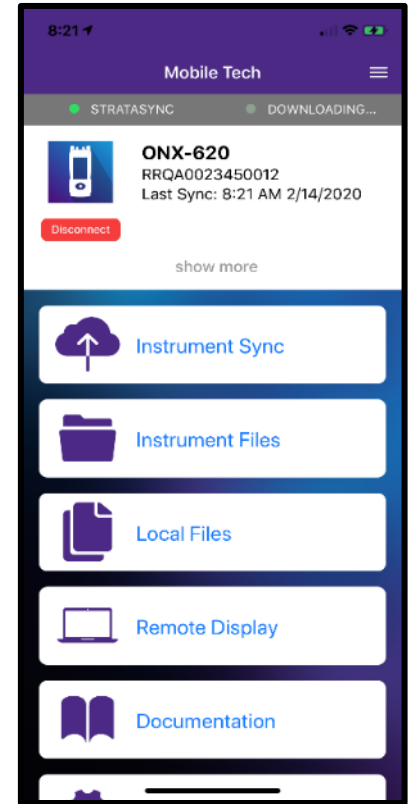 8:21
Mobile Tech
STRATASYNC DOWNLOADING...
ONX-620
RRQA0023450012
Last Sync: 8:21 AM 2/14/2020
Disconnect
show more
Instrument Sync
Instrument Files
Local Files
Remote Display
Documentation